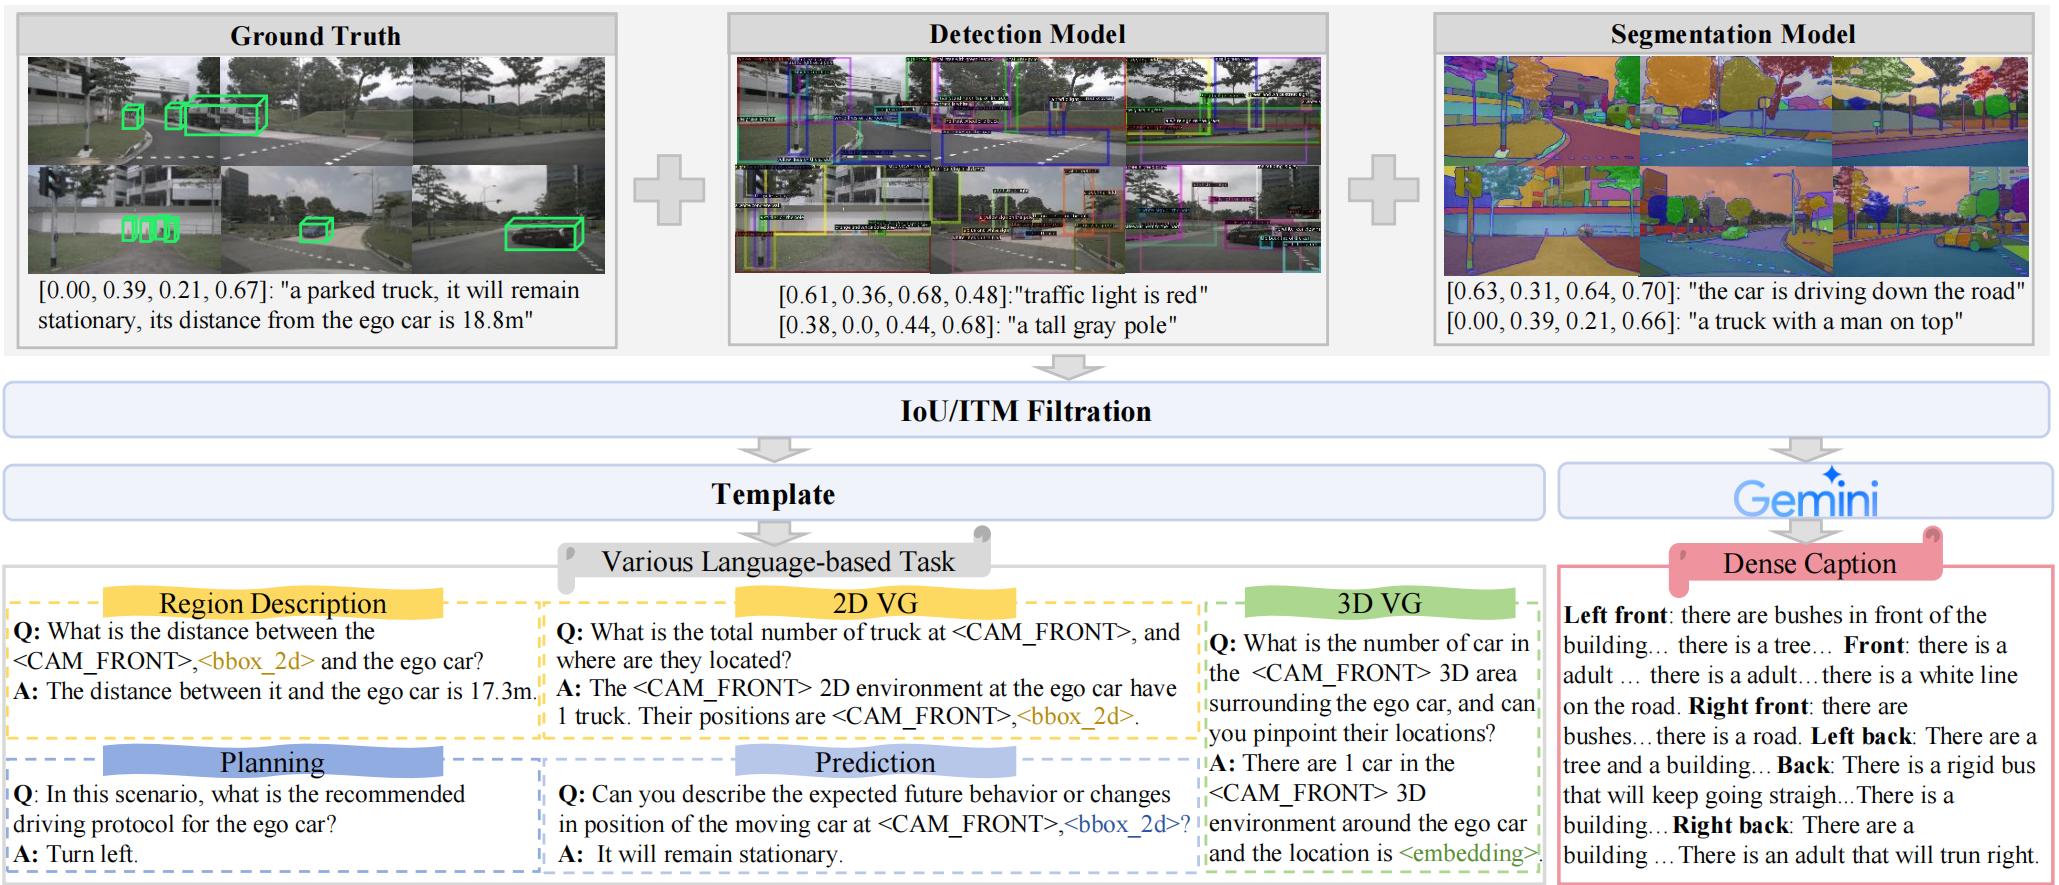 Ground Truth
[0.00, 0.39, 0.21, 0.67]: "a parked truck, it will remain
stationary, its distance from the ego car is 18.8m"
Detection Model
[0.61, 0.36, 0.68, 0.48]:"traffic light is red"
[0.38, 0.0, 0.44, 0.68]: "a tall gray pole"
Segmentation Model
[0.63, 0.31, 0.64, 0.70]: "the car is driving down the road"
[0.00, 0.39, 0.21, 0.66]: "a truck with a man on top"
IoU/ITM Filtration
Template
Gemini
Various Language-based Task
Region Description
Q: What is the distance between the
<CAM_FRONT>,<bbox_2d> and the ego car?
A: The distance between it and the ego car is 17.3m.
2D VG
Q: What is the total number of truck at <CAM_FRONT>, and
where are they located?
A: The <CAM_FRONT> 2D environment at the ego car have
1 truck. Their positions are <CAM_FRONT>,<bbox_2d>.
3D VG
Q: What is the number of car in
the <CAM_FRONT> 3D area
surrounding the ego car, and can
you pinpoint their locations?
A: There are 1 car in the
<CAM_FRONT> 3D
environment around the ego car
and the location is <embedding>.
Planning
Q: In this scenario, what is the recommended
driving protocol for the ego car?
A: Turn left.
Prediction
Q: Can you describe the expected future behavior or changes
in position of the moving car at <CAM_FRONT>,<bbox_2d>?
A: It will remain stationary.
Dense Caption
Left front: there are bushes in front of the
building... there is a tree... Front: there is a
adult ... there is a adult...there is a white line
on the road. Right front: there are
bushes...there is a road. Left back: There are a
tree and a building... Back: There is a rigid bus
that will keep going straigh...There is a
building...Right back: There are a
building ...There is an adult that will trun right.